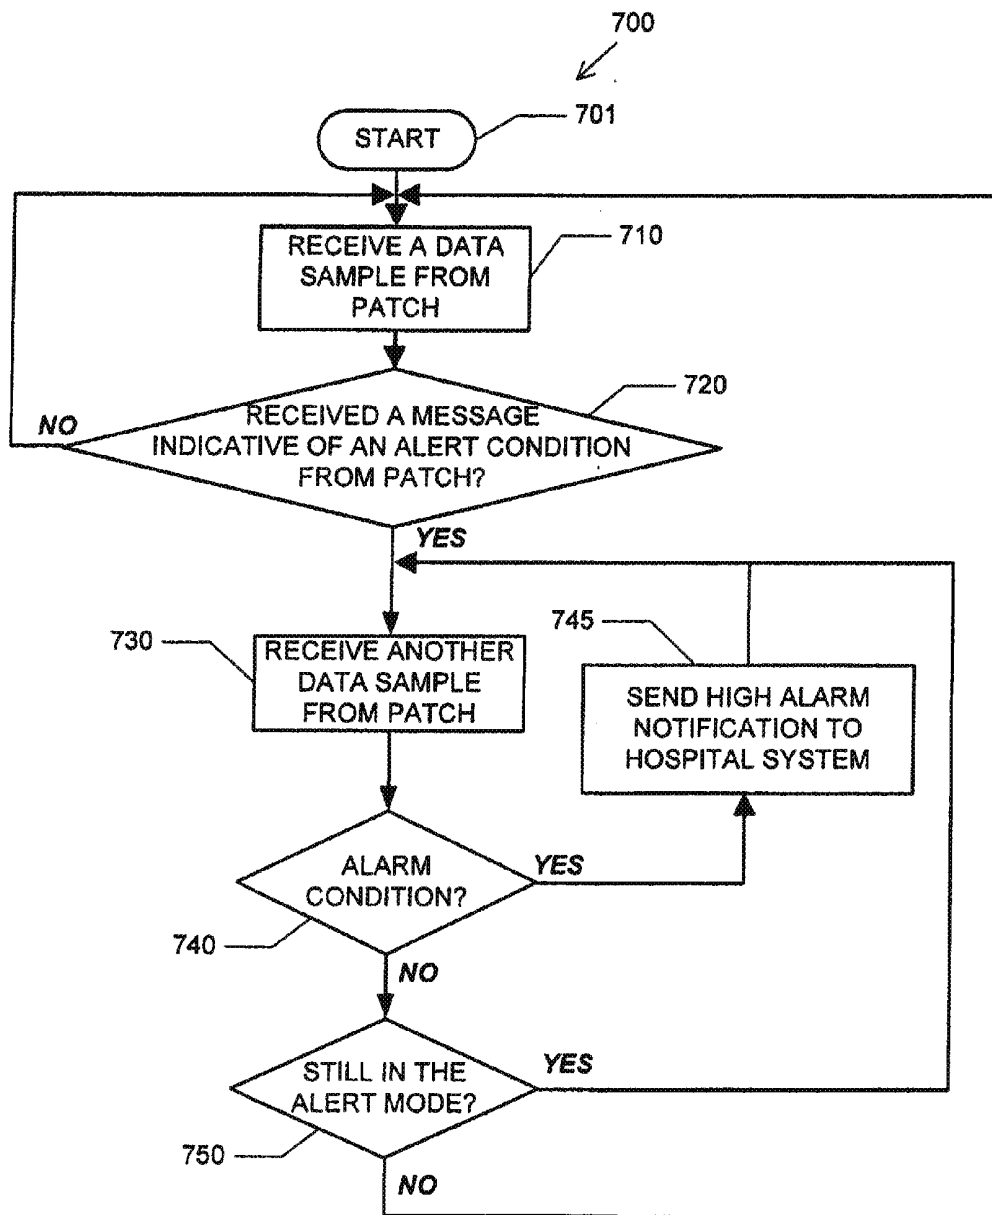 700
START
701
RECEIVE A DATA
SAMPLE FROM
PATCH
710
RECEIVED A MESSAGE
INDICATIVE OF AN ALERT CONDITION
FROM PATCH?
720
NO
YES
730
RECEIVE ANOTHER
DATA SAMPLE
FROM PATCH
745
SEND HIGH ALARM
NOTIFICATION TO
HOSPITAL SYSTEM
ALARM
CONDITION?
YES
740
NO
STILL IN THE
ALERT MODE?
YES
750
NO